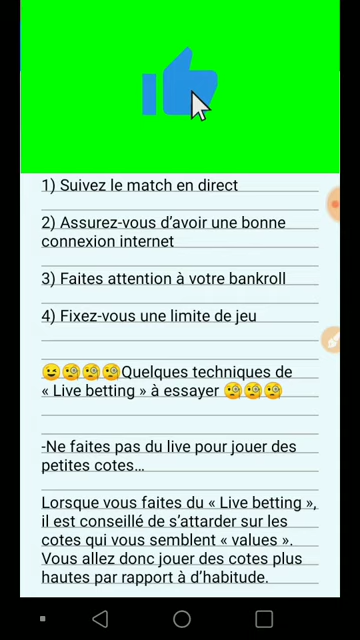 1) Suivez le match en direct
2) Assurez-vous d’avoir une bonne
connexion internet
3) Faites attention à votre bankroll
4) Fixez-vous une limite de jeu
😉🧐🧐🧐Quelques techniques de
« Live betting » à essayer 🧐🧐🧐
-Ne faites pas du live pour jouer des
petites cotes...
Lorsque vous faites du « Live betting »,
il est conseillé de s’attarder sur les
cotes qui vous semblent « values ».
Vous allez donc jouer des cotes plus
hautes par rapport à d’habitude.